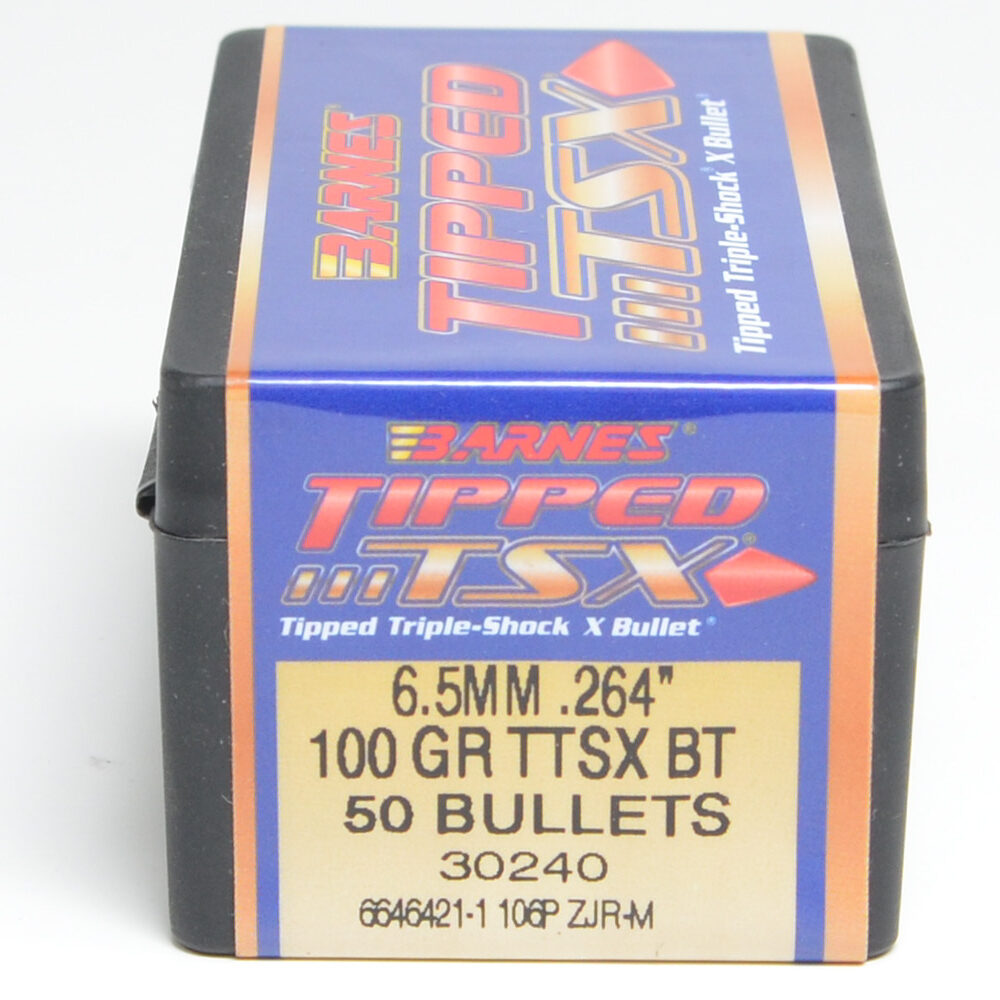 BARNES®
TIPPED
TSX®
Tipped Triple-Shock® X Bullet®
BARNES®
TIPPED
TSX®
Tipped Triple-Shock X Bullet®
6.5MM .264"
100 GR TTSX BT
50 BULLETS
30240
6646421-1 106P ZJR-M